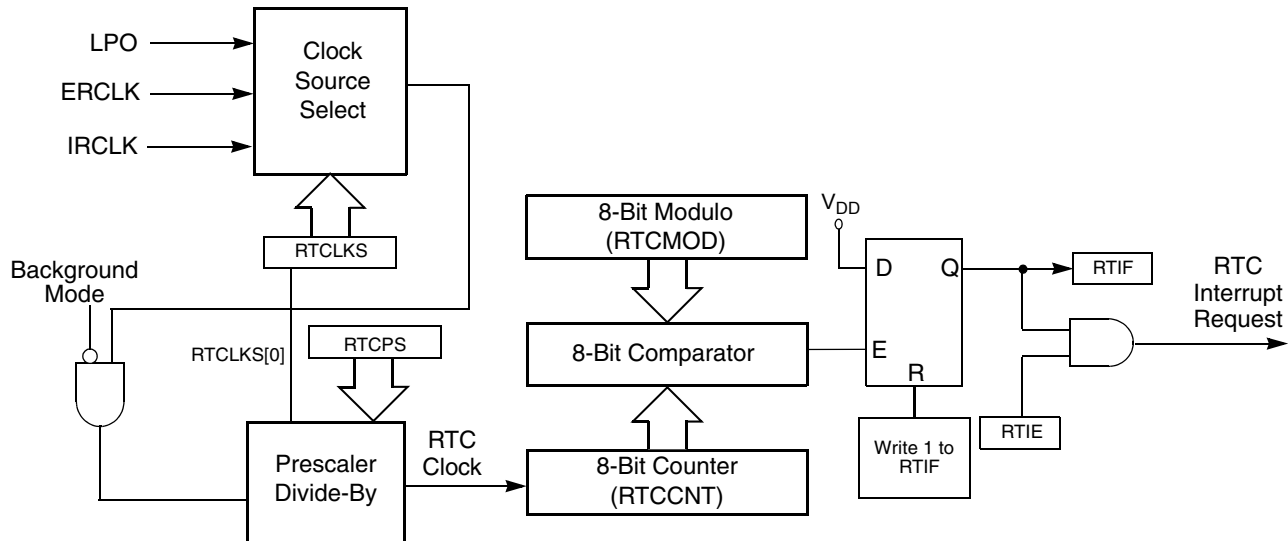 LPO
ERCLK
IRCLK
Clock
Source
Select
RTCLKS
Background
Mode
RTCLKS[0]
RTCPS
Prescaler
Divide-By
RTC
Clock
8-Bit Modulo
(RTCMOD)
8-Bit Comparator
8-Bit Counter
(RTCCNT)
VDD
D
Q
E
R
Write 1 to
RTIF
RTIF
RTIE
RTC
Interrupt
Request